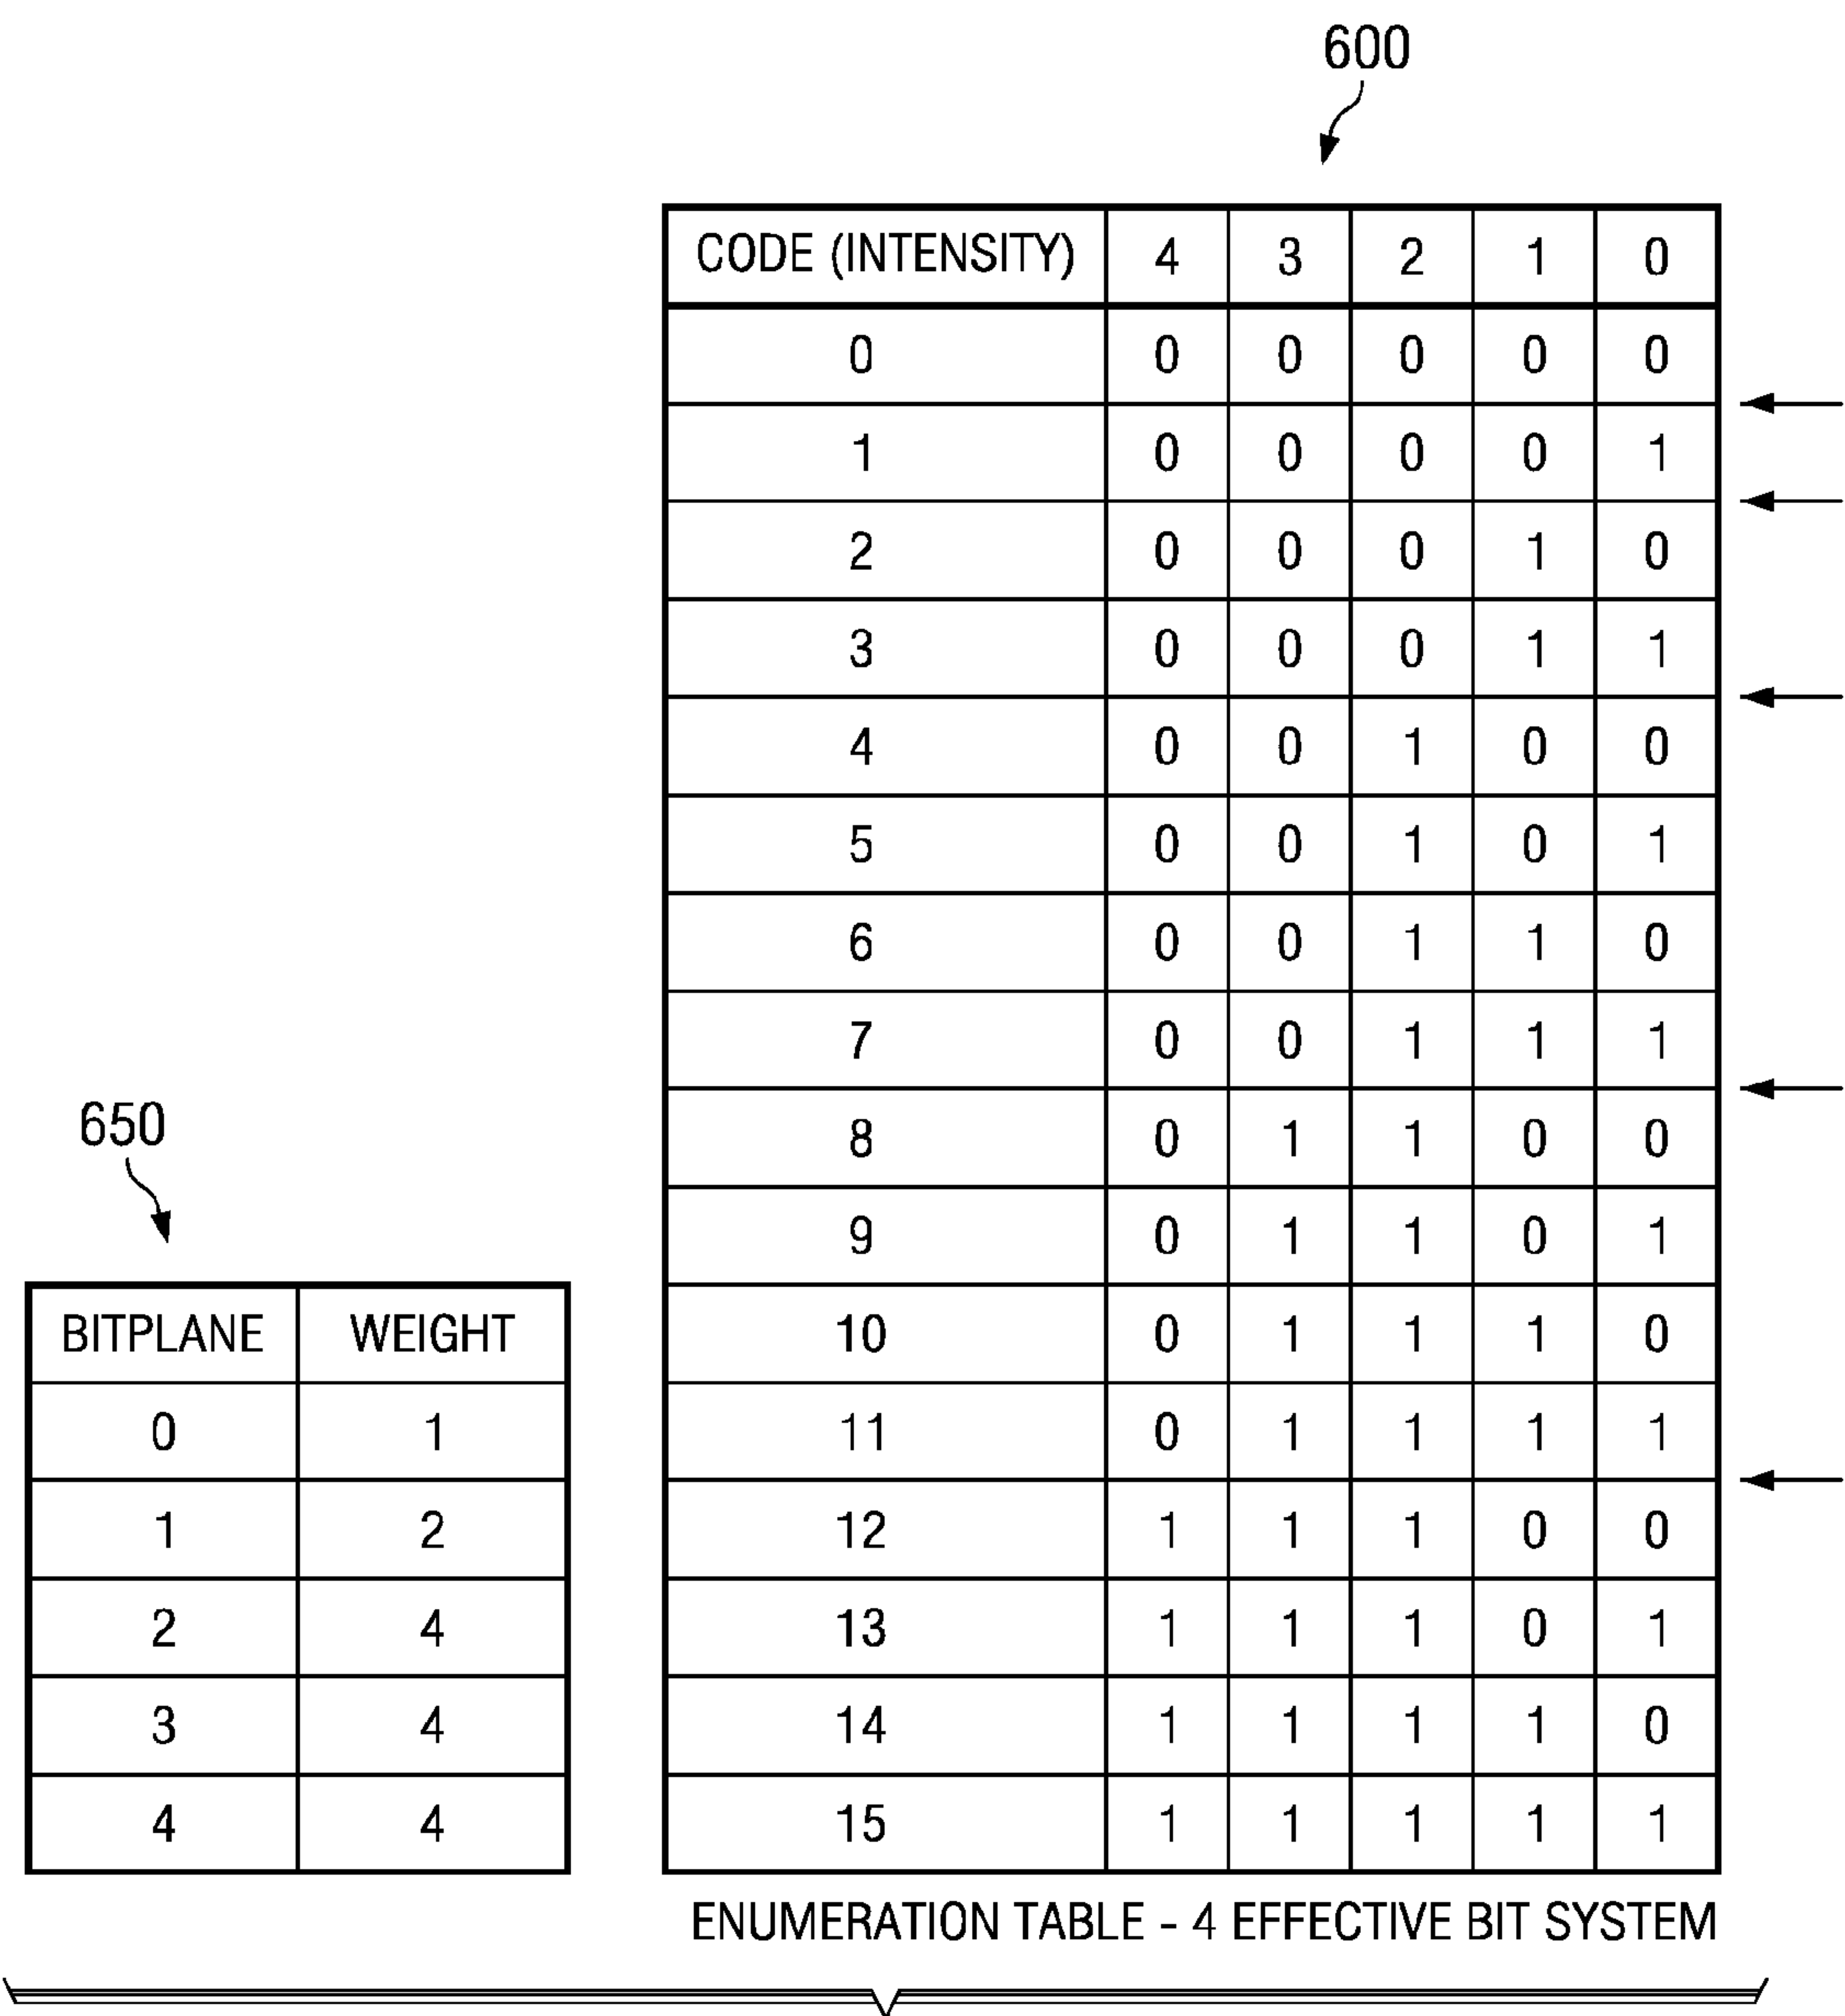 600
CODE (INTENSITY) 4 3 2 1 0
0 0 0 0 0 0
1 0 0 0 0 1
2 0 0 0 1 0
3 0 0 0 1 1
4 0 0 1 0 0
5 0 0 1 0 1
6 0 0 1 1 0
7 0 0 1 1 1
8 0 1 1 0 0
9 0 1 1 0 1
10 0 1 1 1 0
11 0 1 1 1 1
12 1 1 1 0 0
13 1 1 1 0 1
14 1 1 1 1 0
15 1 1 1 1 1
ENUMERATION TABLE - 4 EFFECTIVE BIT SYSTEM
650
BITPLANE WEIGHT
0 1
1 2
2 4
3 4
4 4